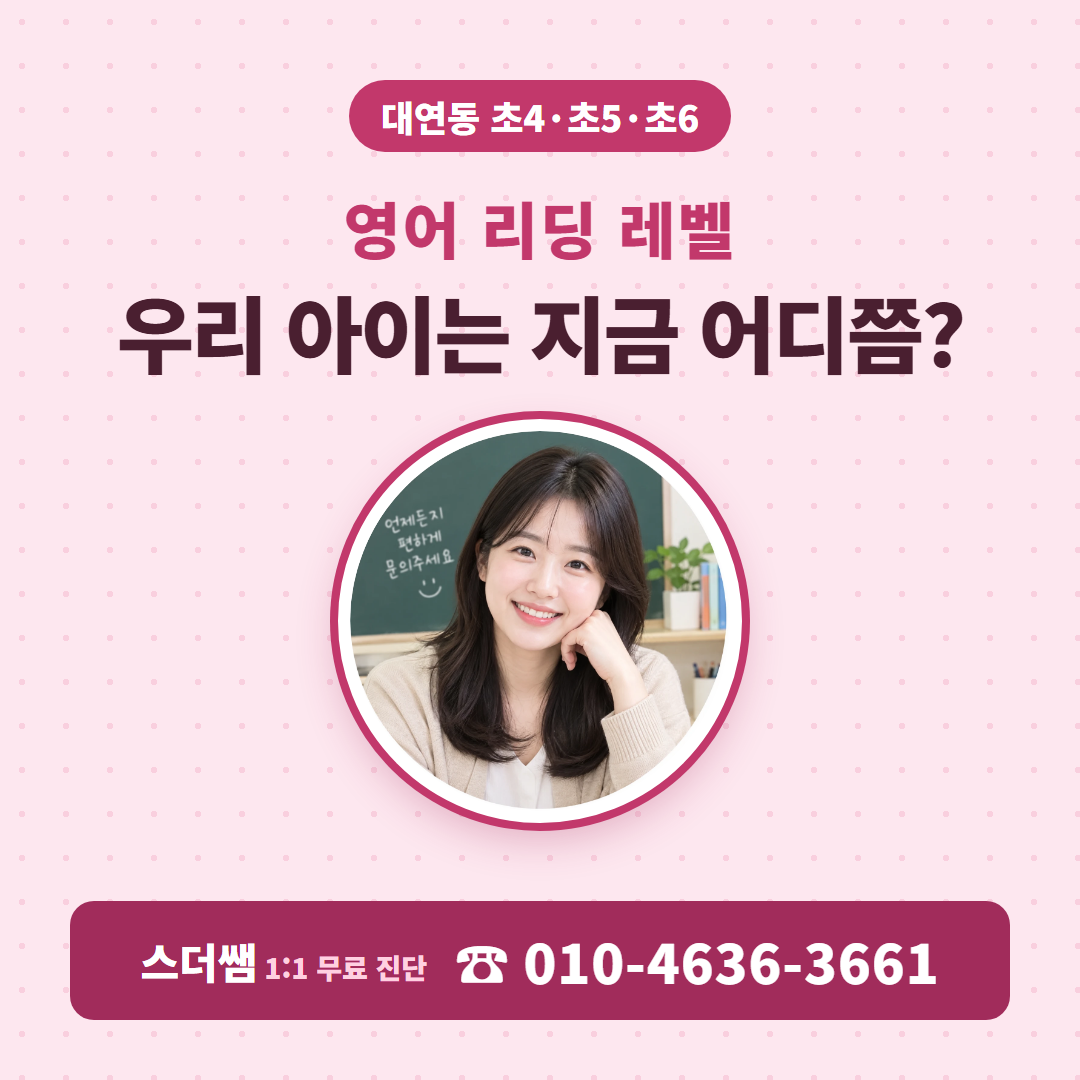 대연동 초4·초5·초6
영어 리딩 레벨
우리 아이는 지금 어디쯤?
언제든지
편하게
문의주세요
스더쌤 1:1 무료 진단 ☎ 010-4636-3661